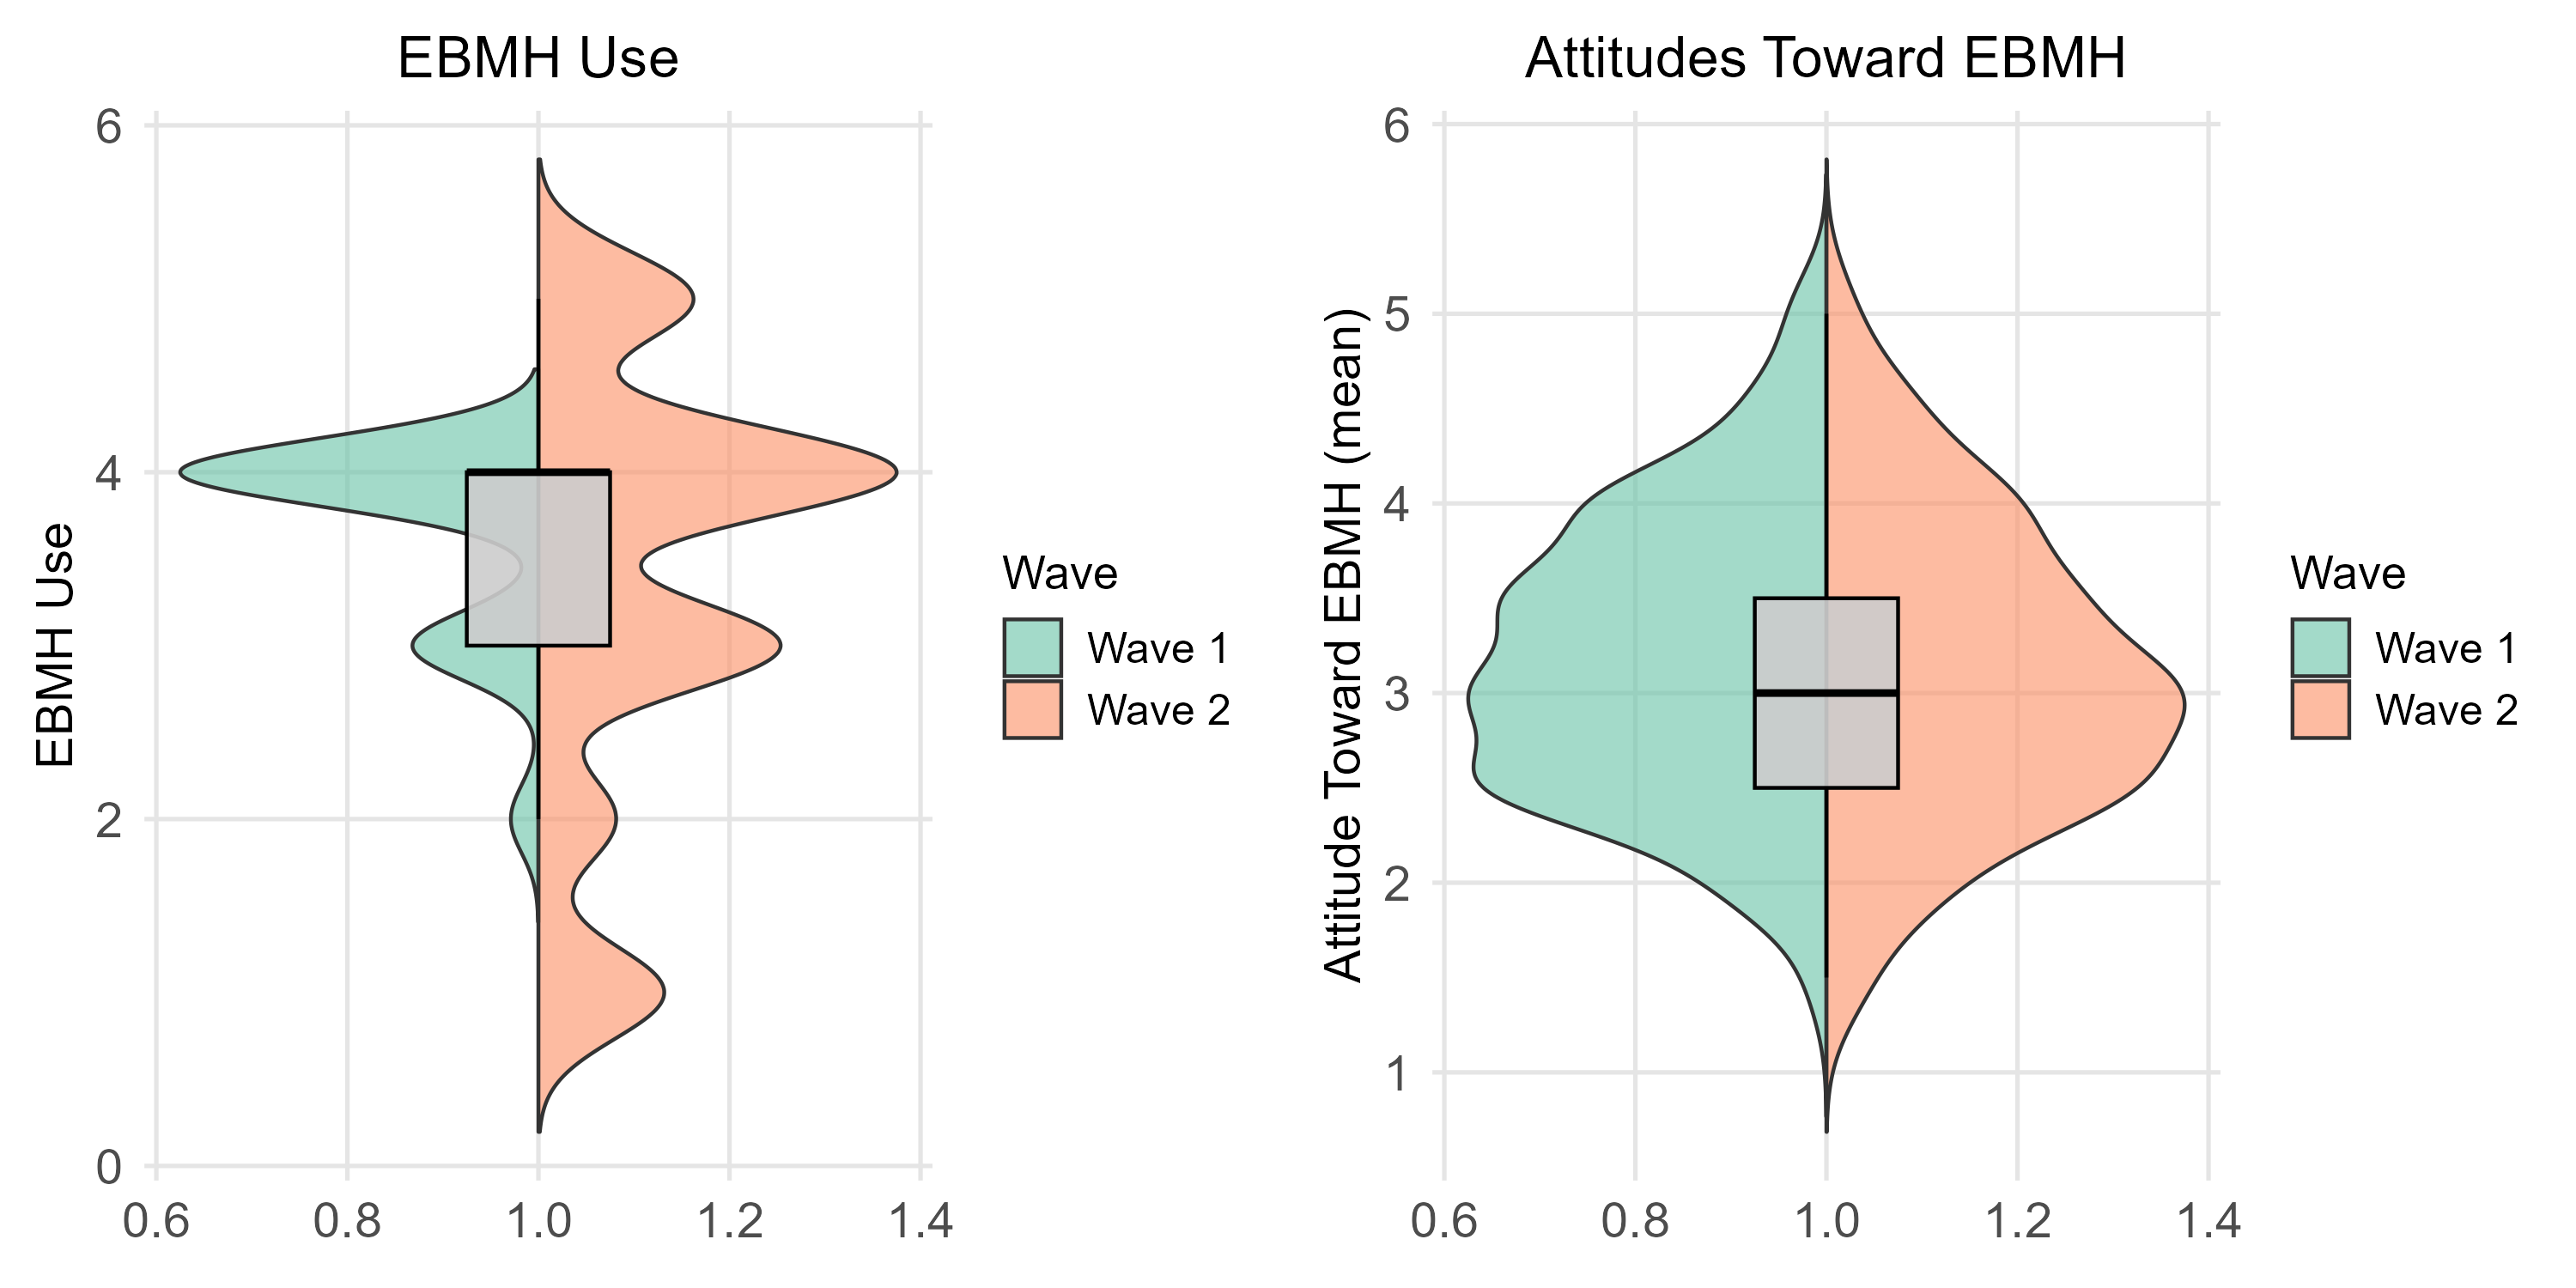 EBMH Use
6
4
2
0
EBMH Use
0.6 0.8 1.0 1.2 1.4
Wave
Wave 1
Wave 2
Attitudes Toward EBMH
6
5
4
3
2
1
Attitude Toward EBMH (mean)
0.6 0.8 1.0 1.2 1.4
Wave
Wave 1
Wave 2